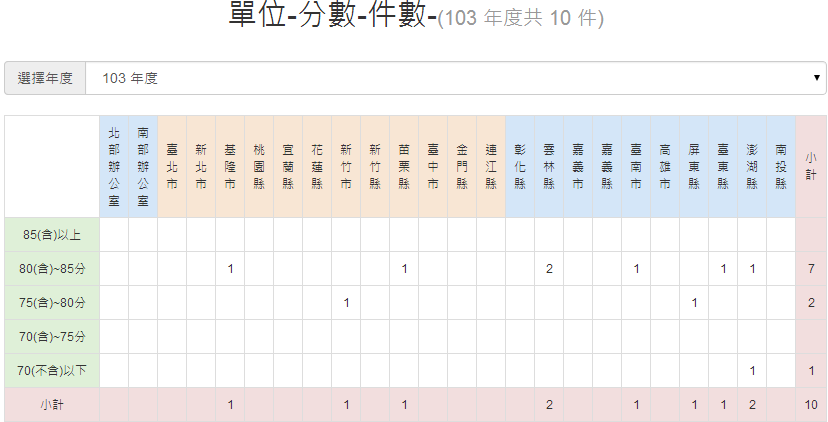 單位-分數-件數-(103 年度共 10 件)
選擇年度 103 年度
北部辦公室 南部辦公室 臺北市 新北市 基隆市 桃園縣 宜蘭縣 花蓮縣 新竹市 新竹縣 苗栗縣 臺中市 金門縣 連江縣 彰化縣 雲林縣 嘉義市 嘉義縣 臺南市 高雄市 屏東縣 臺東縣 澎湖縣 南投縣 小計
85(含)以上
80(含)~85分 1 1 2 1 1 1 7
75(含)~80分 1 1 2
70(含)~75分
70(不含)以下 1 1
小計 1 1 1 2 1 1 1 2 10